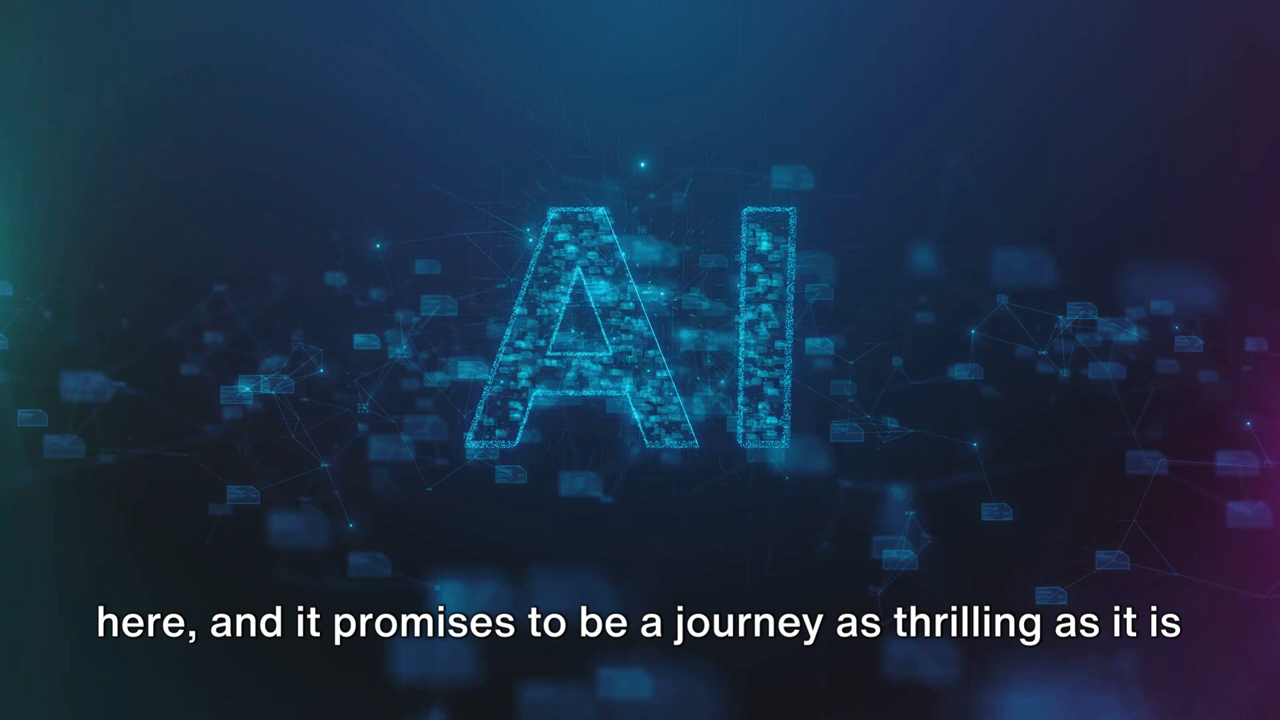 AI
here, and it promises to be a journey as thrilling as it is